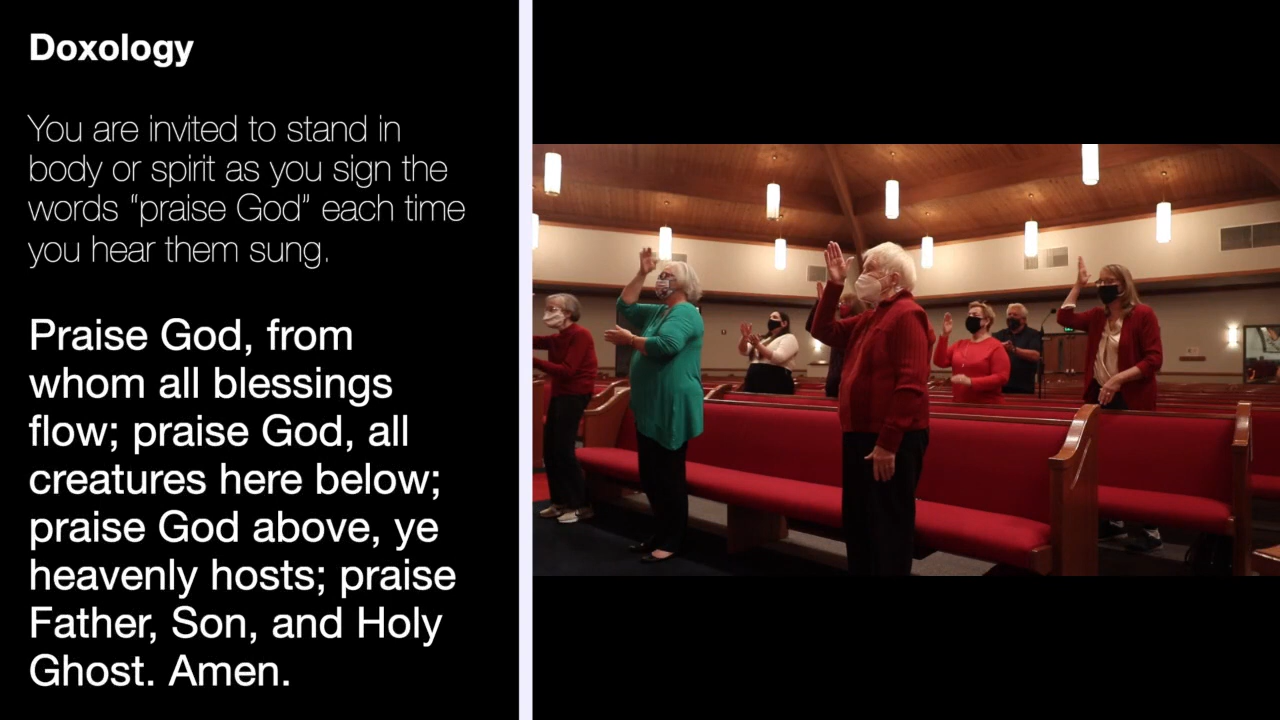 Doxology
You are invited to stand in
body or spirit as you sign the
words “praise God” each time
you hear them sung.
Praise God, from
whom all blessings
flow; praise God, all
creatures here below;
praise God above, ye
heavenly hosts; praise
Father, Son, and Holy
Ghost. Amen.